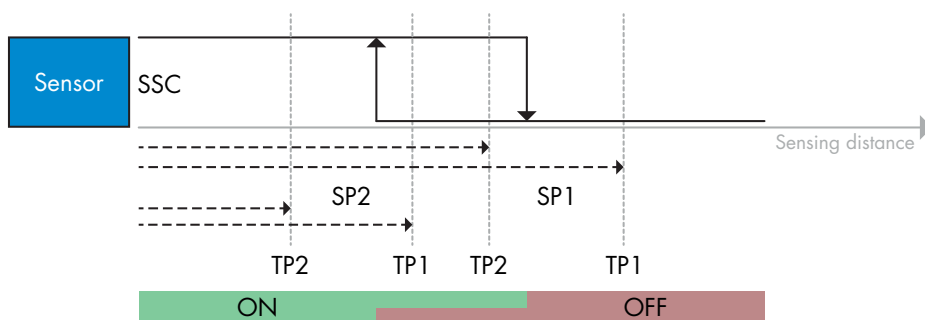 Sensor
SSC
Sensing distance
SP2 SP1
TP2 TP1 TP2 TP1
ON OFF